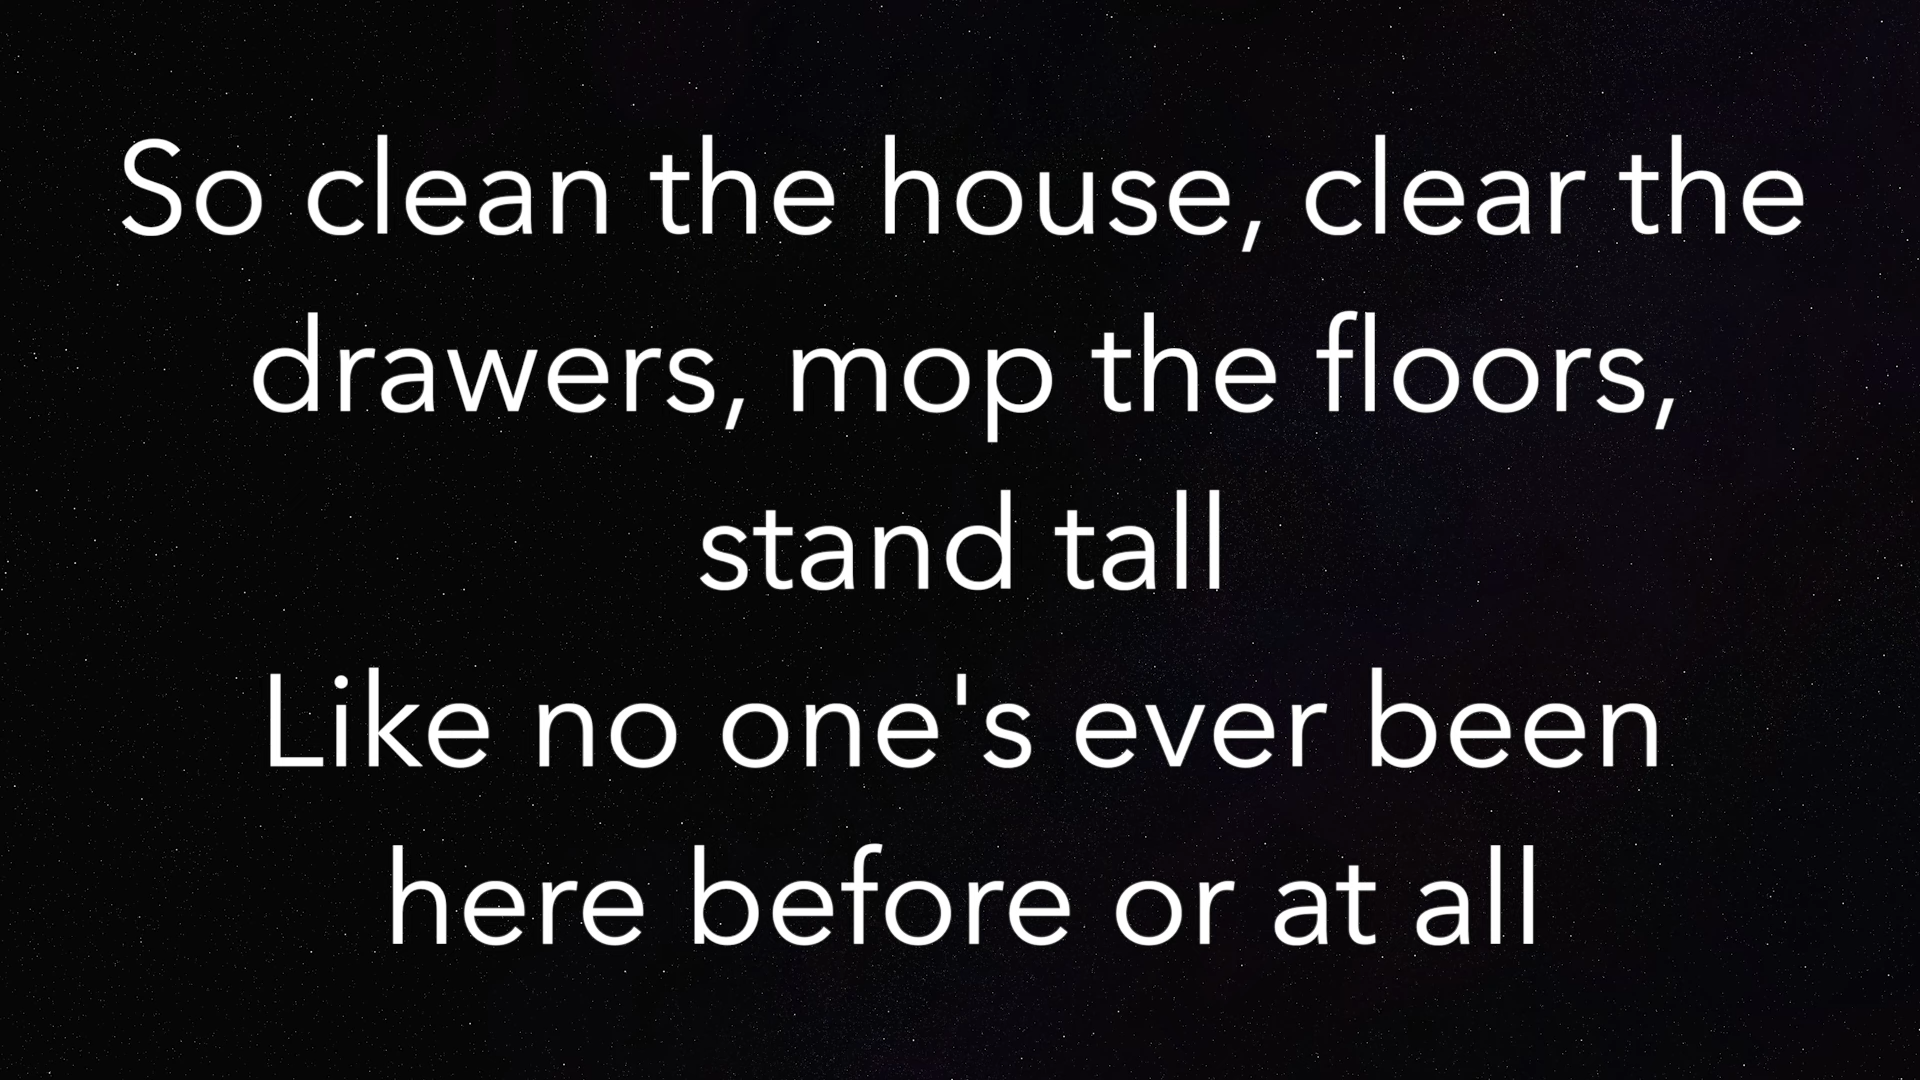 So clean the house, clear the
drawers, mop the floors,
stand tall
Like no one's ever been
here before or at all